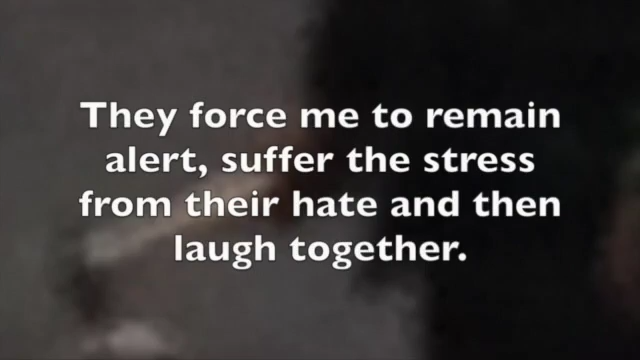 They force me to remain
alert, suffer the stress
from their hate and then
laugh together.